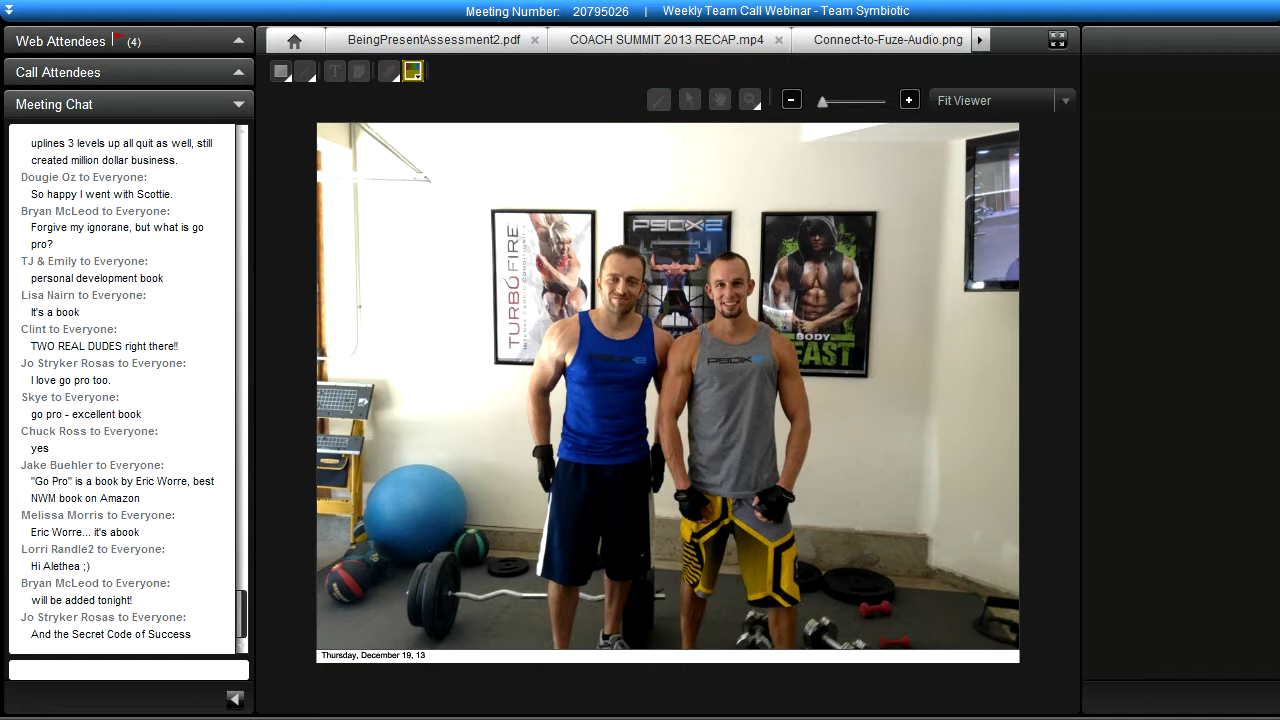 Meeting Number: 20795026 | Weekly Team Call Webinar - Team Symbiotic
Web Attendees (4)
Call Attendees
Meeting Chat
uplines 3 levels up all quit as well, still
created million dollar business.
Dougie Oz to Everyone:
So happy I went with Scottie.
Bryan McLeod to Everyone:
Forgive my ignorane, but what is go
pro?
TJ & Emily to Everyone:
personal development book
Lisa Nairn to Everyone:
It's a book
Clint to Everyone:
TWO REAL DUDES right there!!
Jo Stryker Rosas to Everyone:
I love go pro too.
Skye to Everyone:
go pro - excellent book
Chuck Ross to Everyone:
yes
Jake Buehler to Everyone:
"Go Pro" is a book by Eric Worre, best
NWM book on Amazon
Melissa Morris to Everyone:
Eric Worre... it's abook
Lorri Randle2 to Everyone:
Hi Alethea ;)
Bryan McLeod to Everyone:
will be added tonight!
Jo Stryker Rosas to Everyone:
And the Secret Code of Success
BeingPresentAssessment2.pdf
COACH SUMMIT 2013 RECAP.mp4
Connect-to-Fuze-Audio.png
Fit Viewer
TURBO FIRE
P90X2
BODY
EAST
P90X2
P90X2
Thursday, December 19, 13